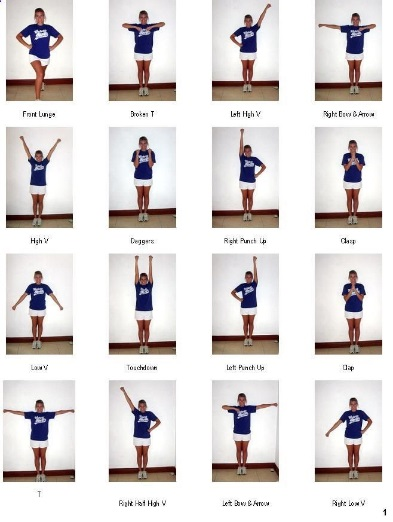 Front Lunge
Broken T
Left High V
Right Bow & Arrow
High V
Daggers
Right Punch Up
Clasp
Low V
Touchdown
Left Punch Up
Clap
T
Right Half High V
Left Bow & Arrow
Right Low V
1